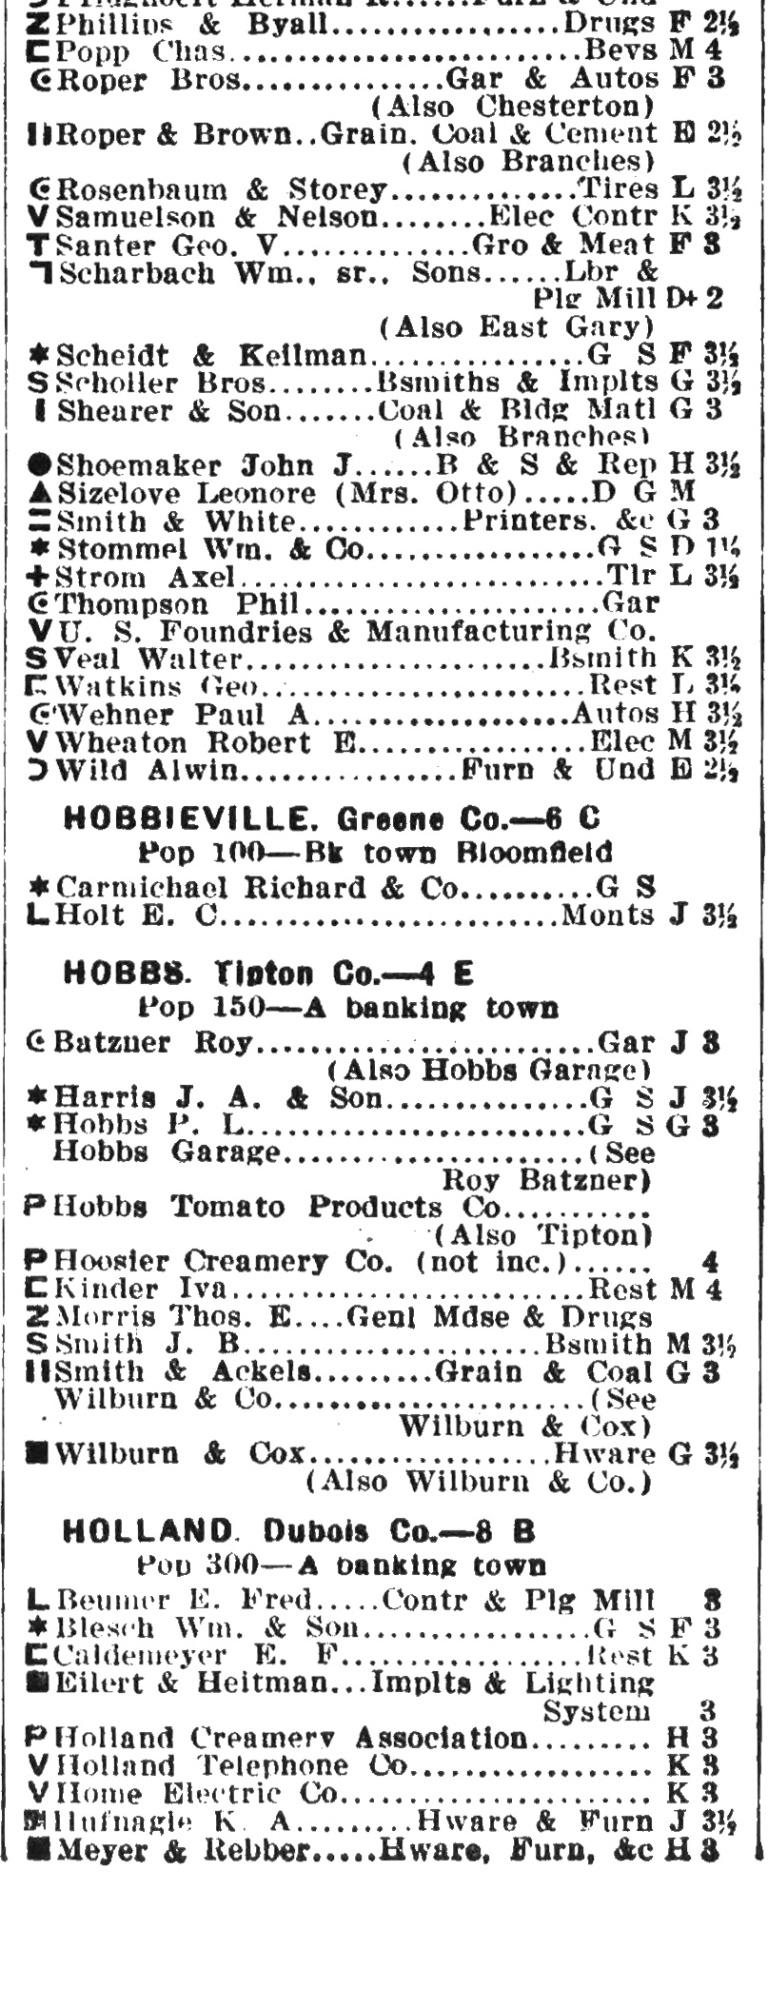 Z Phillips & Byall.................Drugs F 2½
⊏ Popp Chas..........................Bevs M 4
Roper Bros...............Gar & Autos F 3
(Also Chesterton)
Roper & Brown..Grain. Coal & Cement E 2½
(Also Branches)
Rosenbaum & Storey..............Tires L 3½
V Samuelson & Nelson........Elec Contr K 3½
T Santer Geo. V..............Gro & Meat F 3
Scharbach Wm., sr., Sons......Lbr &
Plg Mill D+ 2
(Also East Gary)
* Scheidt & Keilman................G S F 3½
S Scholler Bros........Bsmiths & Implts G 3½
Shearer & Son.......Coal & Bldg Matl G 3
(Also Branches)
● Shoemaker John J......B & S & Rep H 3½
▲ Sizelove Leonore (Mrs. Otto).....D G M
= Smith & White............Printers. &c G 3
* Stommel Wm. & Co.................G S D
+ Strom Axel...........................Tlr L 3½
Thompson Phil......................Gar
V U. S. Foundries & Manufacturing Co.
S Veal Walter......................Bsmith K 3½
⊏ Watkins Geo........................Rest L
Wehner Paul A...................Autos H 3½
V Wheaton Robert E.................Elec M 3½
Wild Alwin................Furn & Und E 2½
HOBBIEVILLE. Greene Co.—6 C
Pop 100—Bk town Bloomfield
* Carmichael Richard & Co..........G S
L Holt E. C.........................Monts J 3½
HOBBS. Tipton Co.—4 E
Pop 150—A banking town
Batzner Roy.........................Gar J 3
(Also Hobbs Garage)
* Harris J. A. & Son...............G S J 3½
* Hobbs P. L.........................G S G 3
Hobbs Garage......................(See
Roy Batzner)
P Hobbs Tomato Products Co...........
(Also Tipton)
P Hoosier Creamery Co. (not inc.)...... 4
⊏ Kinder Iva..........................Rest M 4
Z Morris Thos. E....Genl Mdse & Drugs
S Smith J. B......................Bsmith M 3½
Smith & Ackels.........Grain & Coal G 3
Wilburn & Co.......................(See
Wilburn & Cox)
■ Wilburn & Cox..................Hware G 3½
(Also Wilburn & Co.)
HOLLAND. Dubois Co.—8 B
Pop 300—A banking town
L Beumer E. Fred.....Contr & Plg Mill 3
* Blesch Wm. & Son.................G S F 3
⊏ Caldemeyer E. F..................Rest K 3
■ Eilert & Heitman...Implts & Lighting
System 3
P Holland Creamery Association......... H 3
V Holland Telephone Co................. K 3
V Home Electric Co...................... K 3
Hufnagle K. A.........Hware & Furn J 3½
■ Meyer & Rebber.....Hware, Furn, &c H 3